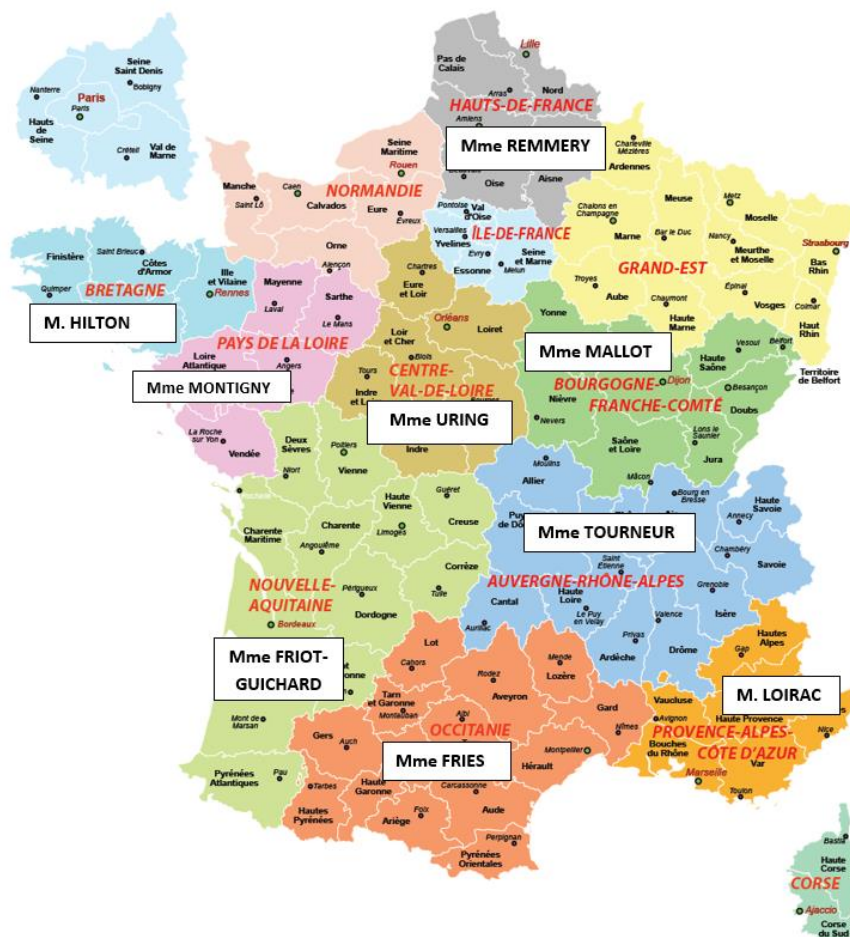 Seine
Saint Denis
Bobigny
Nanterre
Paris
Paris
Hauts
de
Seine
Créteil
Val de
Marne
Lille
Pas de
Calais
Nord
Arras
HAUTS-DE-FRANCE
Amiens
Mme REMMERY
Oise
Aisne
Seine
Maritime
Rouen
NORMANDIE
Manche
Saint Lô
Caen
Calvados
Eure
Évreux
Orne
Alençon
Charleville
Mézières
Ardennes
Meuse
Metz
Moselle
Chalons en
Champagne
Marne
Bar le Duc
Nancy
Meurthe
et Moselle
Strasbourg
Bas
Rhin
GRAND-EST
Troyes
Aube
Chaumont
Haute
Marne
Épinal
Vosges
Colmar
Haut
Rhin
Territoire
de Belfort
Pontoise
Val
d'Oise
Versailles
Yvelines
ÎLE-DE-FRANCE
Evry
Essonne
Melun
Seine
et Marne
Finistère
Saint Brieuc
Côtes
d'Armor
Ille
et Vilaine
Quimper
BRETAGNE
Rennes
M. HILTON
Mayenne
Laval
Sarthe
Le Mans
PAYS DE LA LOIRE
Loire
Atlantique
Angers
Mme MONTIGNY
La Roche
sur Yon
Vendée
Chartres
Eure
et Loir
Orléans
Loiret
Loir
et Cher
Blois
Tours
CENTRE-
VAL-DE-LOIRE
Indre
et Loire
Mme URING
Indre
Yonne
Mme MALLOT
Vesoul
Belfort
Haute
Saône
Dijon
Besançon
BOURGOGNE-
FRANCHE-COMTÉ
Nièvre
Nevers
Doubs
Lons le
Saunier
Saône
et Loire
Jura
Mâcon
Deux
Sèvres
Poitiers
Niort
Vienne
Rochelle
Haute
Vienne
Guéret
Creuse
Charente
Maritime
Charente
Limoges
Angoulême
Corrèze
Tulle
NOUVELLE-
AQUITAINE
Périgueux
Dordogne
Bordeaux
Mme FRIOT-
GUICHARD
Mont de
Marsan
Pyrénées
Atlantiques
Pau
Moulins
Allier
Bourg en
Bresse
Haute
Savoie
Annecy
Puy
de Dôme
Mme TOURNEUR
Chambéry
Savoie
Saint
Étienne
AUVERGNE-RHÔNE-ALPES
Grenoble
Cantal
Haute
Loire
Le Puy
en Velay
Isère
Aurillac
Valence
Privas
Ardèche
Drôme
Lot
Cahors
Mende
Lozère
Rodez
Aveyron
Tarn
et Garonne
Montauban
Albi
Gard
Nîmes
OCCITANIE
Gers
Auch
Montpellier
Mme FRIES
Hérault
Haute
Garonne
Carcassonne
Tarbes
Hautes
Pyrénées
Foix
Ariège
Aude
Perpignan
Pyrénées
Orientales
Hautes
Alpes
Gap
M. LOIRAC
Vaucluse
Avignon
Haute Provence
Nice
PROVENCE-ALPES-
CÔTE D'AZUR
Bouches
du Rhône
Var
Marseille
Toulon
Bastia
Haute
Corse
CORSE
Ajaccio
Corse
du Sud